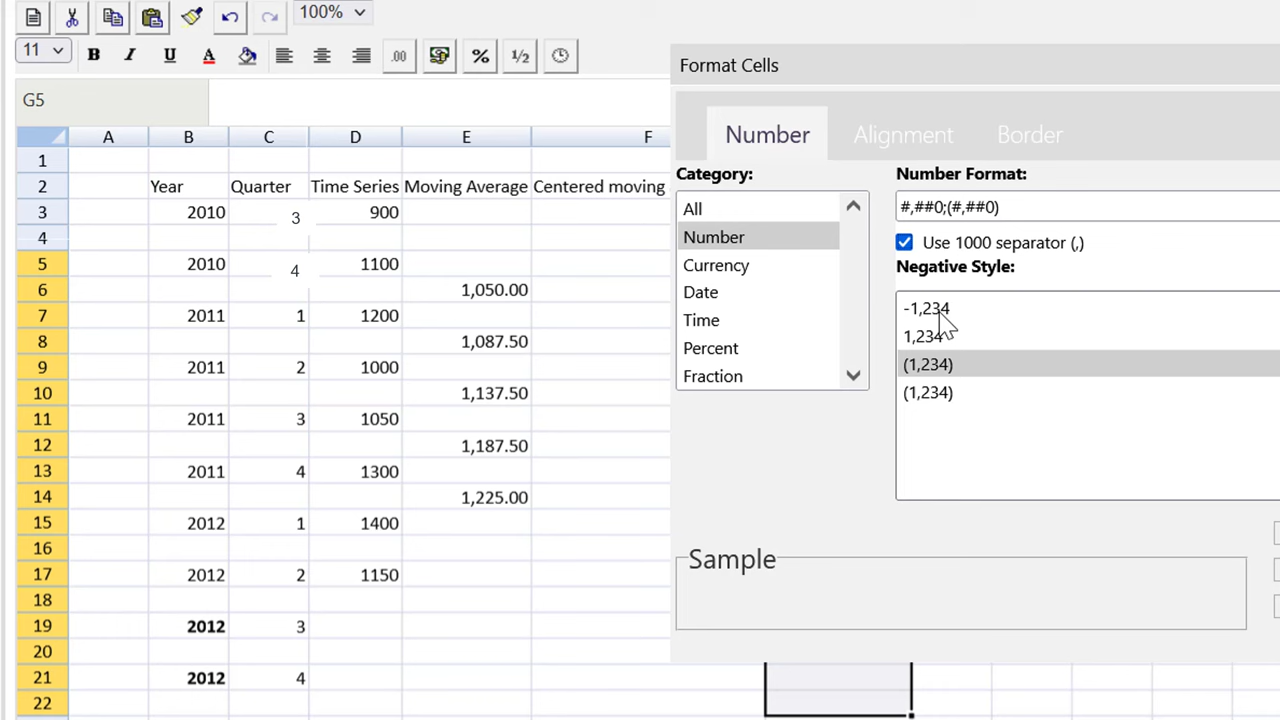 100%
11 B I U A .00 % 1/2
G5
Format Cells
Number Alignment Border
Category:
All
Number
Currency
Date
Time
Percent
Fraction
Number Format:
#,##0;(#,##0)
Use 1000 separator (,)
Negative Style:
-1,234
1,234
(1,234)
(1,234)
Sample
A B C D E F
1
2 Year Quarter Time Series Moving Average Centered moving
3 2010 3 900
4
5 2010 4 1100
6 1,050.00
7 2011 1 1200
8 1,087.50
9 2011 2 1000
10 1,137.50
11 2011 3 1050
12 1,187.50
13 2011 4 1300
14 1,225.00
15 2012 1 1400
16
17 2012 2 1150
18
19 2012 3
20
21 2012 4
22